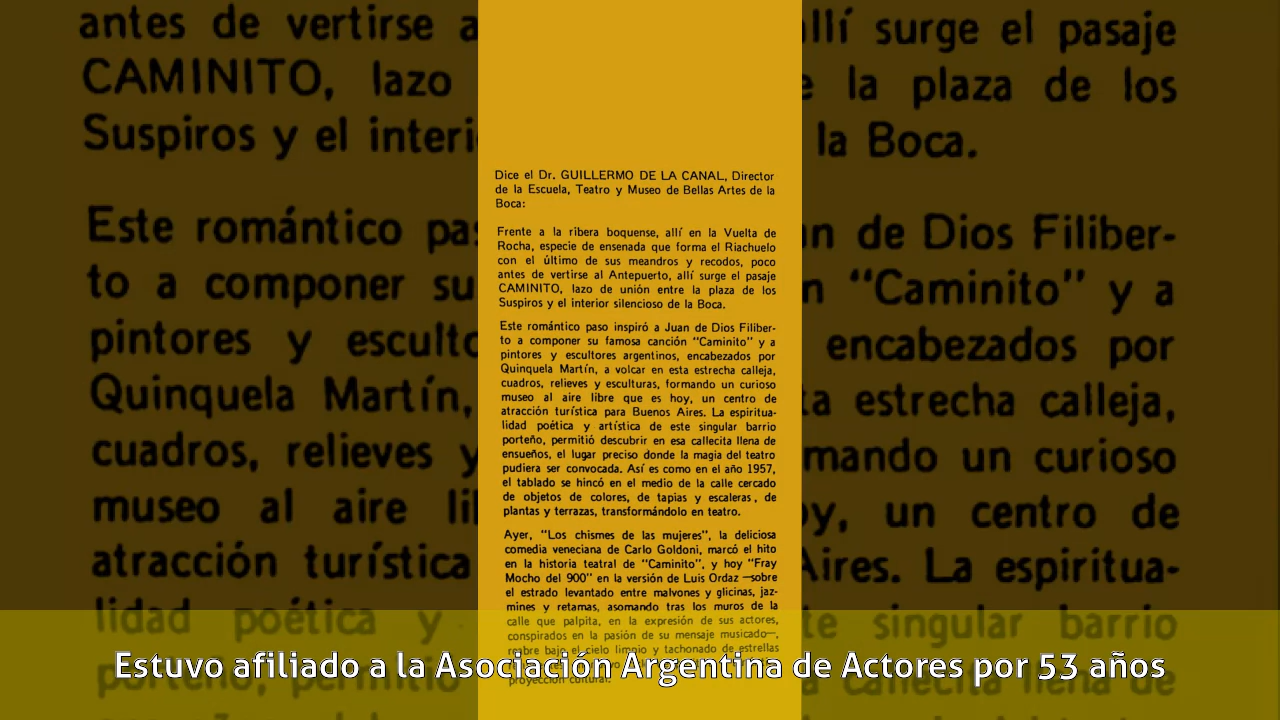 Dice el Dr. GUILLERMO DE LA CANAL, Director
de la Escuela, Teatro y Museo de Bellas Artes de la
Boca:
Frente a la ribera boquense, allí en la Vuelta de
Rocha, especie de ensenada que forma el Riachuelo
con el último de sus meandros y recodos, poco
antes de vertirse al Antepuerto, allí surge el pasaje
CAMINITO, lazo de unión entre la plaza de los
Suspiros y el interior silencioso de la Boca.
Este romántico paso inspiró a Juan de Dios Filiber-
to a componer su famosa canción "Caminito" y a
pintores y escultores argentinos, encabezados por
Quinquela Martín, a volcar en esta estrecha calleja,
cuadros, relieves y esculturas, formando un curioso
museo al aire libre que es hoy, un centro de
atracción turística para Buenos Aires. La espiritua-
lidad poética y artística de este singular barrio
porteño, permitió descubrir en esa callecita llena de
ensueños, el lugar preciso donde la magia del teatro
pudiera ser convocada. Así es como en el año 1957,
el tablado se hincó en el medio de la calle cercado
de objetos de colores, de tapias y escaleras, de
plantas y terrazas, transformándolo en teatro.
Ayer, "Los chismes de las mujeres", la deliciosa
comedia veneciana de Carlo Goldoni, marcó el hito
en la historia teatral de "Caminito", y hoy "Fray
Mocho del 900" en la versión de Luis Ordaz —sobre
el estrado levantado entre malvones y glicinas, jaz-
mines y retamas, asomando tras los muros de la
calle que palpita, en la expresión de sus actores,
conspirados en la pasión de su mensaje musicado—,
reabre bajo el cielo limpio y tachonado de estrellas
proyección cultural.
Estuvo afiliado a la Asociación Argentina de Actores por 53 años